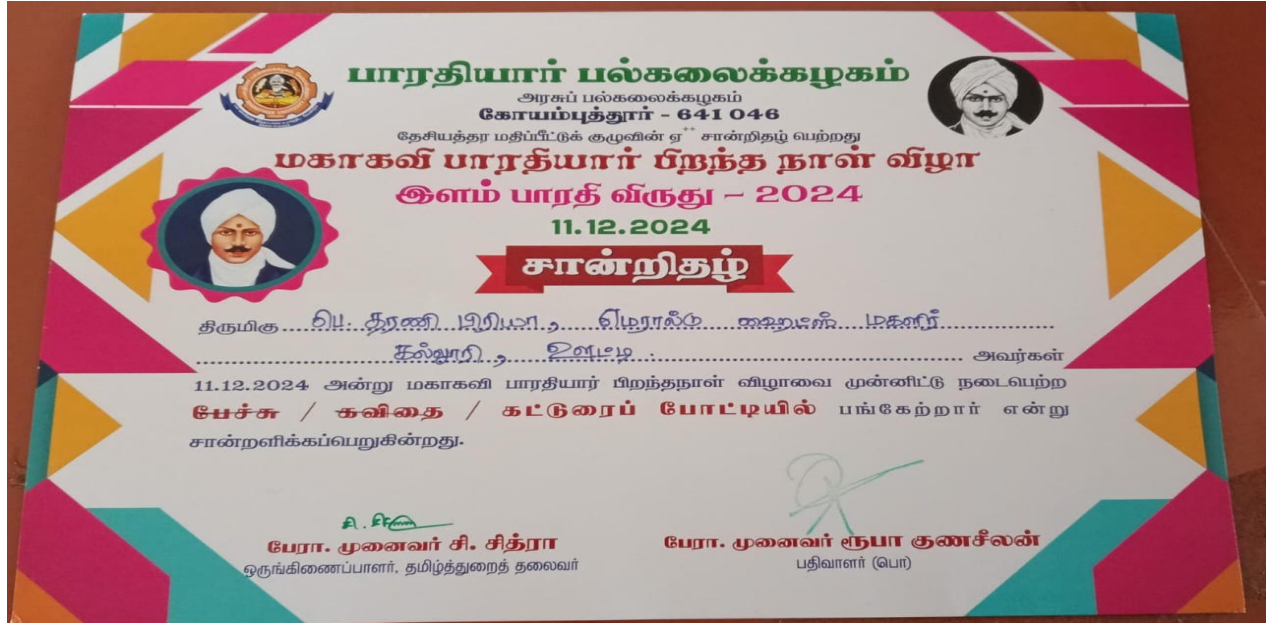 பாரதியார் பல்கலைக்கழகம்
அரசுப் பல்கலைக்கழகம்
கோயம்புத்தூர் - 641 046
தேசியத்தர மதிப்பீட்டுக் குழுவின் ஏ++ சான்றிதழ் பெற்றது
மகாகவி பாரதியார் பிறந்த நாள் விழா
இளம் பாரதி விருது – 2024
11.12.2024
சான்றிதழ்
திருமிகு பெ. தரணி பிரியா, எமரால்டு ஹைட்ஸ் மகளிர்
கல்லூரி, ஊட்டி. அவர்கள்
11.12.2024 அன்று மகாகவி பாரதியார் பிறந்தநாள் விழாவை முன்னிட்டு நடைபெற்ற
பேச்சு / கவிதை / கட்டுரைப் போட்டியில் பங்கேற்றார் என்று
சான்றளிக்கப்பெறுகின்றது.
பேரா. முனைவர் சி. சித்ரா
ஒருங்கிணைப்பாளர், தமிழ்த்துறைத் தலைவர்
பேரா. முனைவர் ரூபா குணசீலன்
பதிவாளர் (பொ)